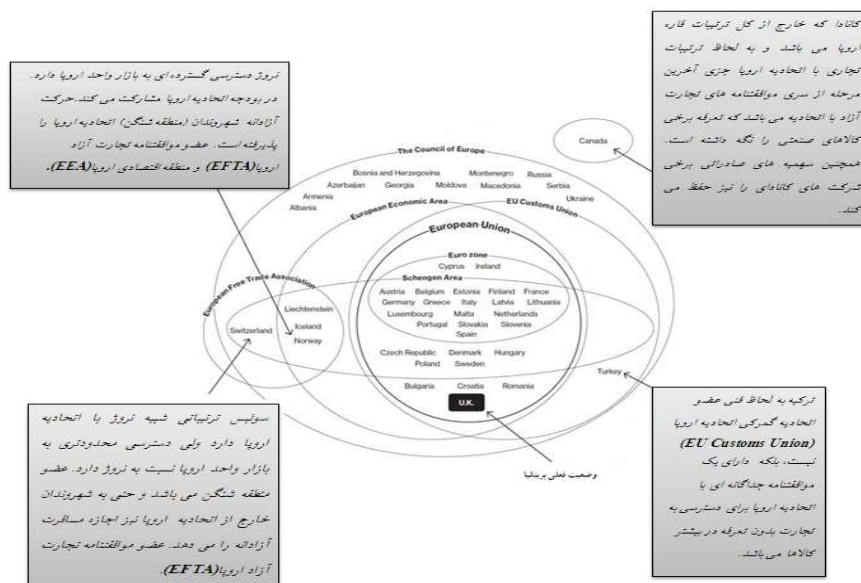 کانادا که خارج از کل ترتیبات قاره
اروپا می باشد و به لحاظ ترتیبات
تجاری با اتحادیه اروپا جزی آخرین
مرحله از سری موافقتنامه های تجارت
آزاد با اتحادیه می باشد که تعرفه برخی
کالاهای صنعتی را نگه داشته است.
همچنین سهمیه های صادراتی برخی
شرکت های کانادای را نیز حفظ می
کند.
نروژ دسترسی گسترده ای به بازار واحد اروپا دارد.
در بودجه اتحادیه اروپا مشارکت می کند.حرکت
آزادانه شهروندان (منطقه شنگن) اتحادیه اروپا را
پذیرفته است. عضو موافقتنامه تجارت آزاد
اروپا(EFTA) و منطقه اقتصادی اروپا(EEA).
Canada
The Council of Europe
Bosnia and Herzegovina Montenegro Russia
Azerbaijan Georgia Moldova Macedonia Serbia
Armenia Ukraine
Albania
European Economic Area EU Customs Union
European Union
Euro zone
Cyprus Ireland
Schengen Area
European Free Trade Association
Austria Belgium Estonia Finland France
Germany Greece Italy Latvia Lithuania
Luxembourg Malta Netherlands
Portugal Slovakia Slovenia
Spain
Liechtenstein
Iceland
Switzerland
Norway
Czech Republic Denmark Hungary
Poland Sweden
Turkey
Bulgaria Croatia Romania
U.K.
وضعیت فعلی بریتانیا
ترکیه به لحاظ فنی عضو
اتحادیه گمرکی اتحادیه اروپا
(EU Customs Union)
نیست، بلکه دارای یک
موافقتنامه جداگانه ای با
اتحادیه اروپا برای دسترسی به
تجارت بدون تعرفه در بیشتر
کالاها می باشد.
سوئیس ترتیباتی شبیه نروژ با اتحادیه
اروپا دارد ولی دسترسی محدودتری به
بازار واحد اروپا نسبت به نروژ دارد. عضو
منطقه شنگن می باشد و حتی به شهروندان
خارج از اتحادیه اروپا نیز اجازه مسافرت
آزادانه را می دهد. عضو موافقتنامه تجارت
آزاد اروپا(EFTA).